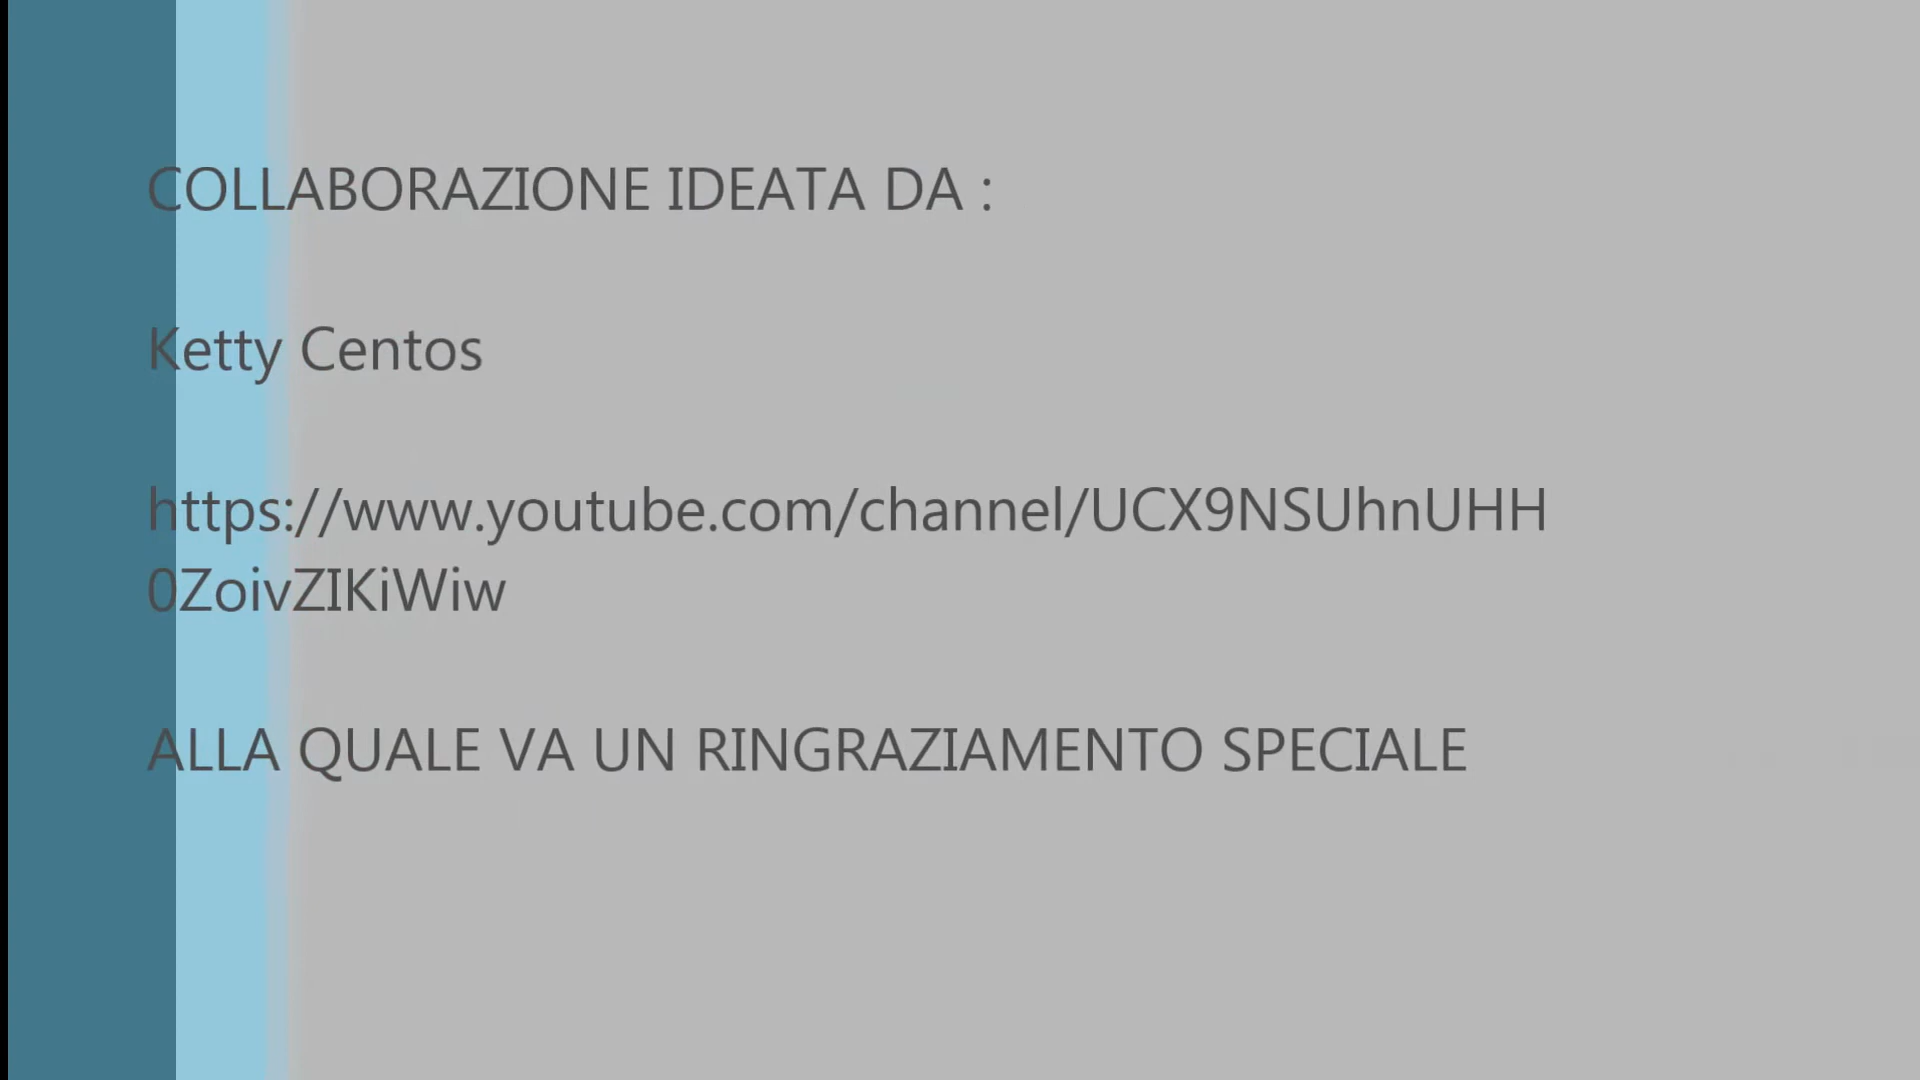 COLLABORAZIONE IDEATA DA :
Ketty Centos
https://www.youtube.com/channel/UCX9NSUhnUHH
0ZoivZIKiWiw
ALLA QUALE VA UN RINGRAZIAMENTO SPECIALE